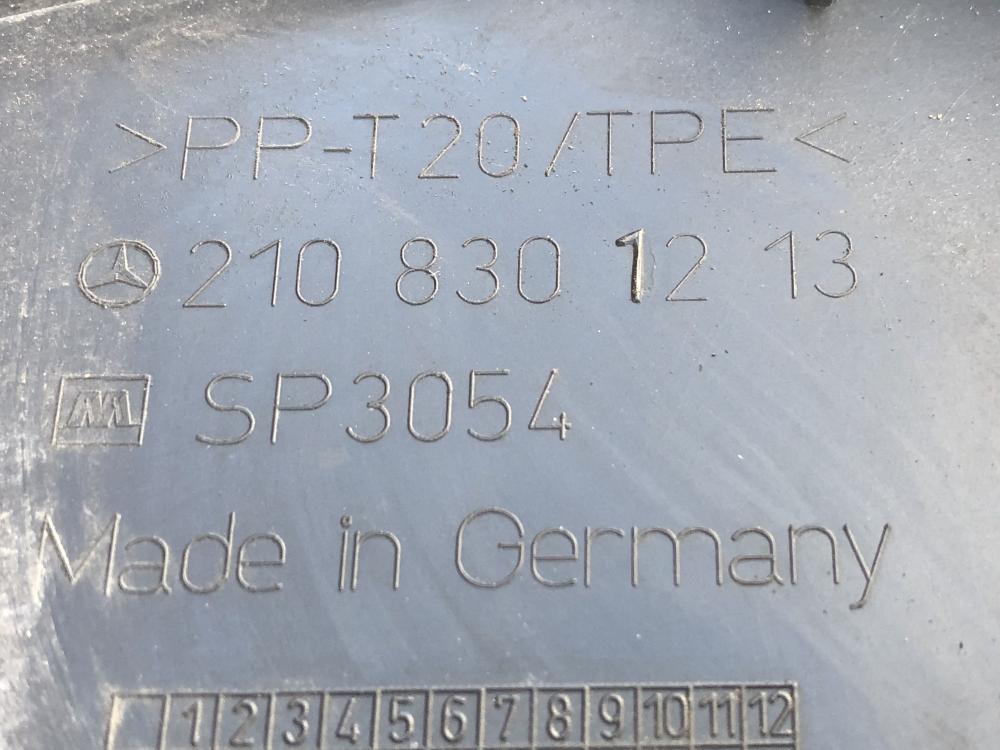 >PP-T20/TPE<
210 830 12 13
SP3054
Made in Germany
1 2 3 4 5 6 7 8 9 10 11 12